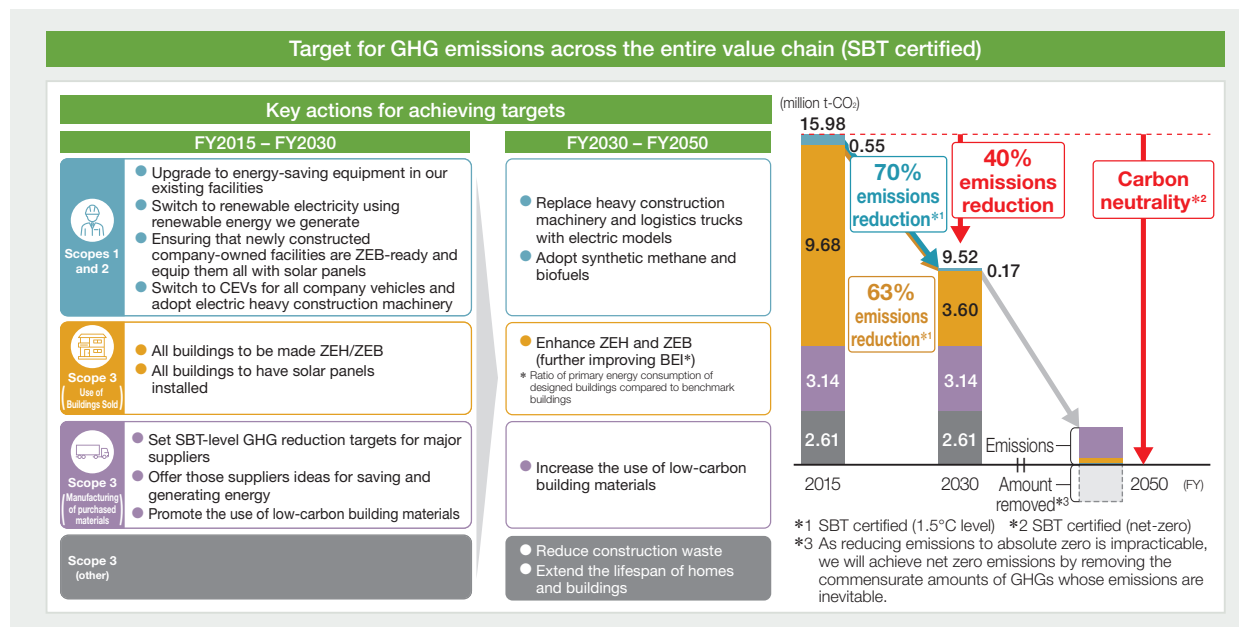 Target for GHG emissions across the entire value chain (SBT certified)
Key actions for achieving targets
FY2015 – FY2030
FY2030 – FY2050
Scopes 1
and 2
● Upgrade to energy-saving equipment in our
existing facilities
● Switch to renewable electricity using
renewable energy we generate
● Ensuring that newly constructed
company-owned facilities are ZEB-ready and
equip them all with solar panels
● Switch to CEVs for all company vehicles and
adopt electric heavy construction machinery
● Replace heavy construction
machinery and logistics trucks
with electric models
● Adopt synthetic methane and
biofuels
Scope 3
(Use of
Buildings Sold)
● All buildings to be made ZEH/ZEB
● All buildings to have solar panels
installed
● Enhance ZEH and ZEB
(further improving BEI*)
* Ratio of primary energy consumption of
designed buildings compared to benchmark
buildings
Scope 3
(Manufacturing
of purchased
materials)
● Set SBT-level GHG reduction targets for major
suppliers
● Offer those suppliers ideas for saving and
generating energy
● Promote the use of low-carbon building materials
● Increase the use of low-carbon
building materials
Scope 3
(other)
● Reduce construction waste
● Extend the lifespan of homes
and buildings
(million t-CO₂)
15.98
0.55
9.68
3.14
2.61
70%
emissions
reduction*1
63%
emissions
reduction*1
40%
emissions
reduction
9.52
0.17
3.60
3.14
2.61
Carbon
neutrality*2
Emissions
Amount
removed*3
2015
2030
2050
(FY)
*1 SBT certified (1.5°C level) *2 SBT certified (net-zero)
*3 As reducing emissions to absolute zero is impracticable,
we will achieve net zero emissions by removing the
commensurate amounts of GHGs whose emissions are
inevitable.